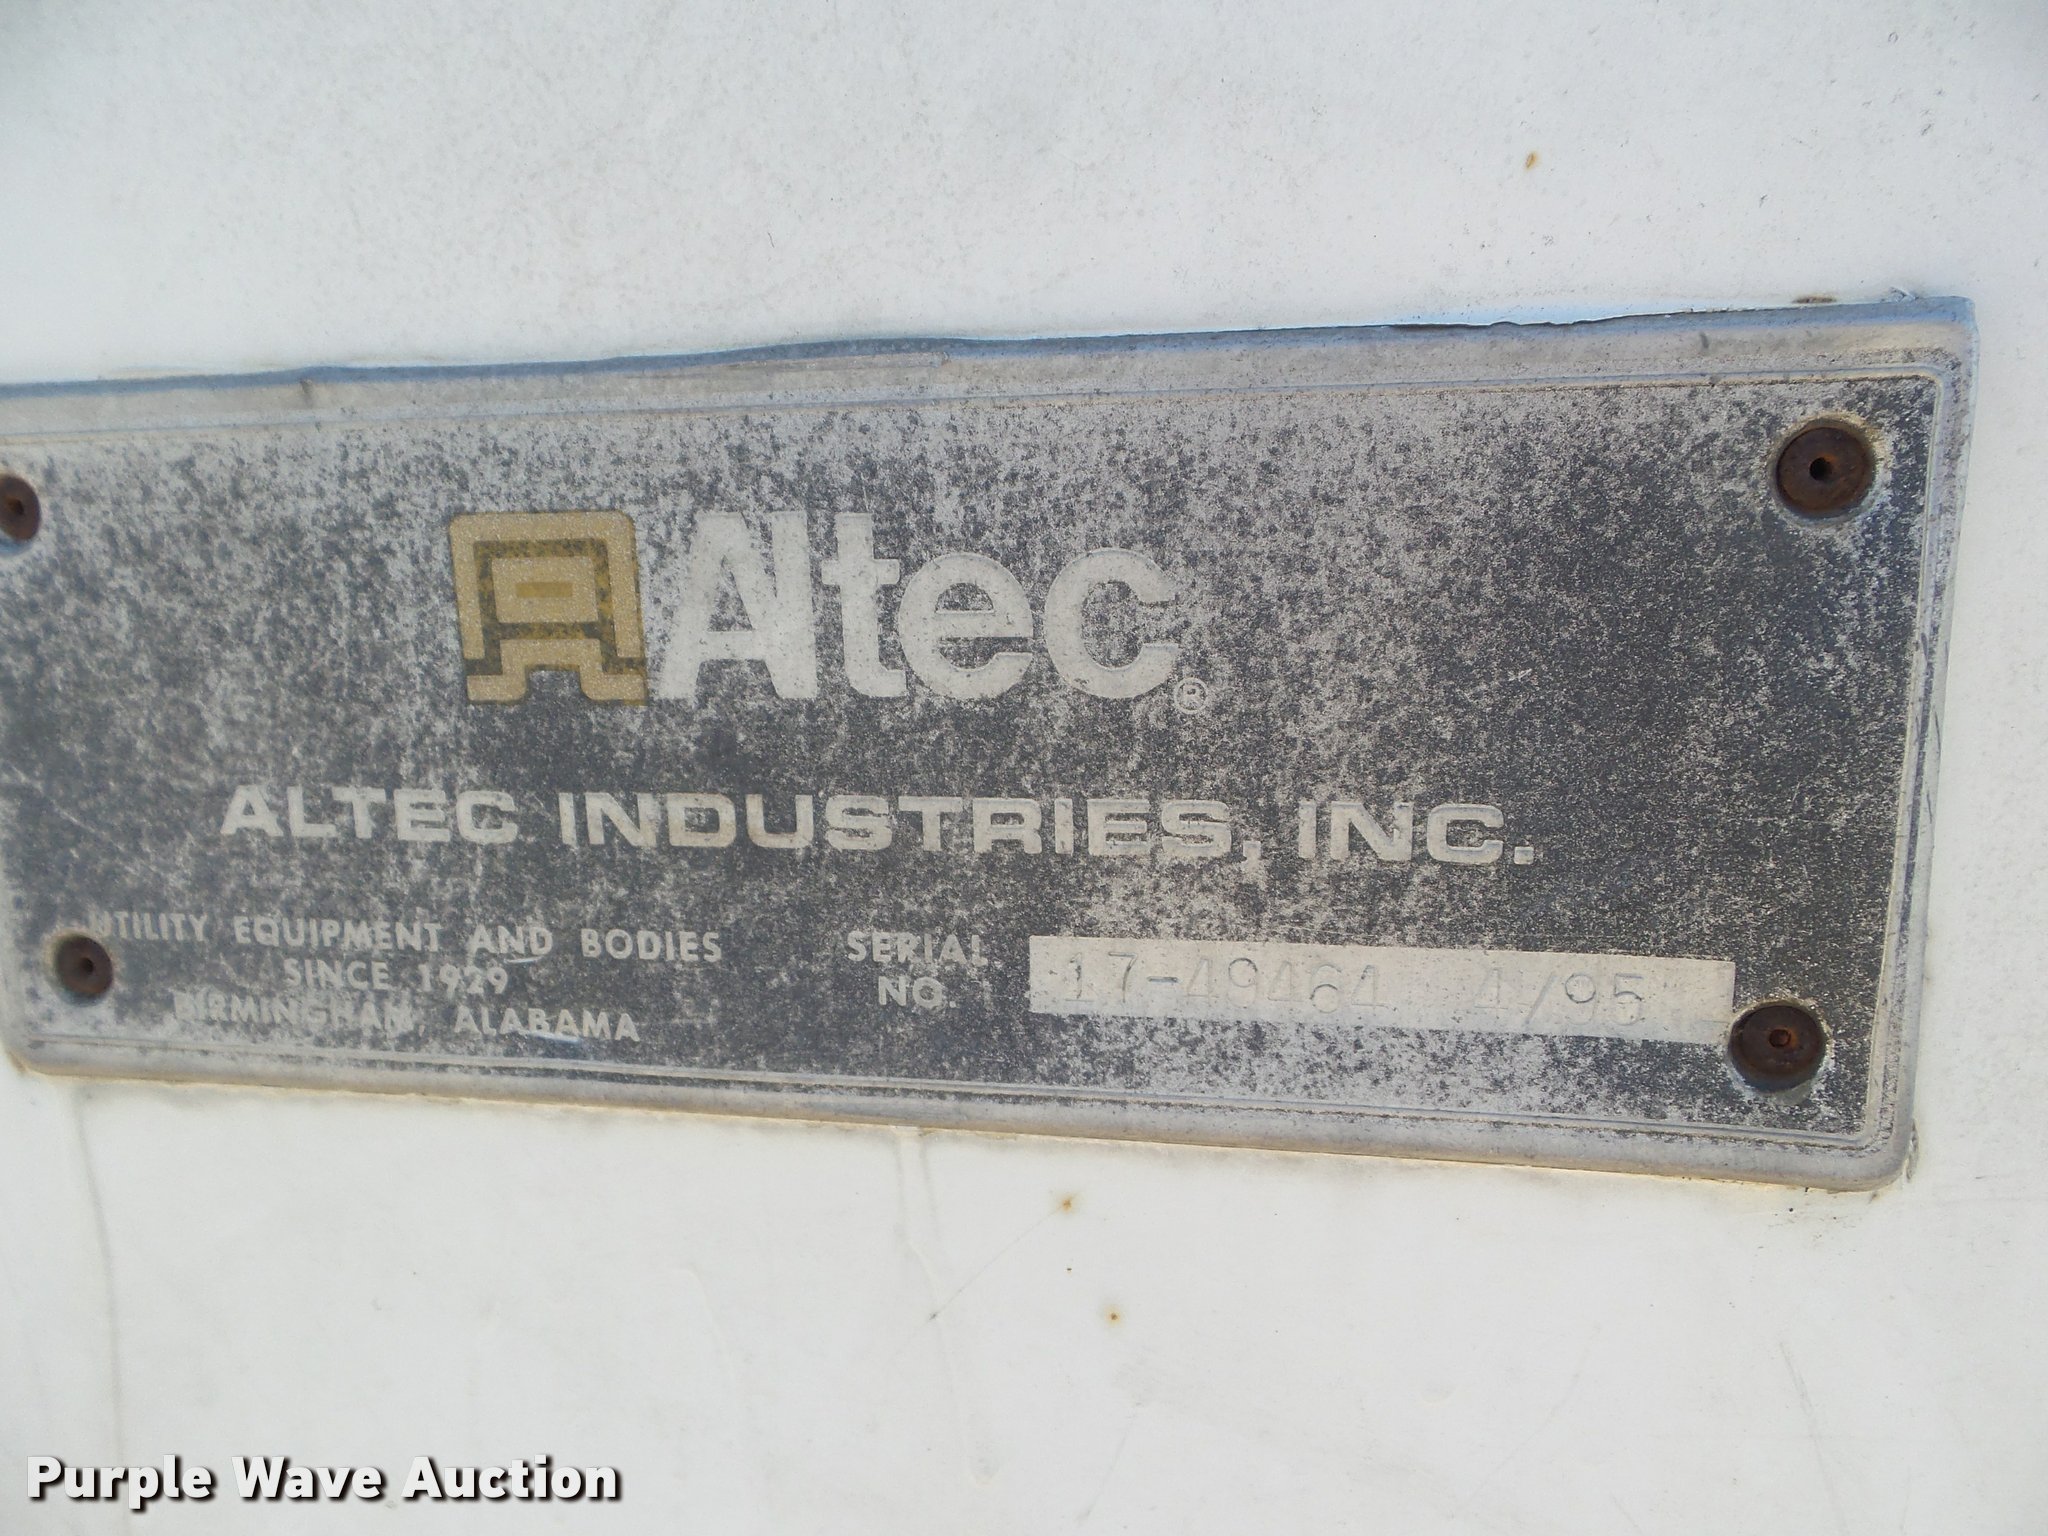 Altec®
ALTEC INDUSTRIES, INC.
UTILITY EQUIPMENT AND BODIES
SINCE 1929
BIRMINGHAM, ALABAMA
SERIAL NO. 17-49464 4/95
Purple Wave Auction